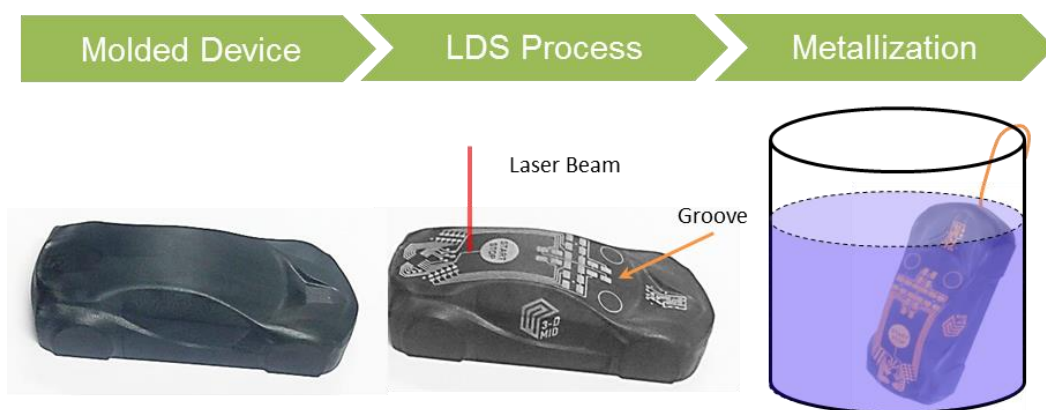 Molded Device
LDS Process
Metallization
Laser Beam
Groove
START
STOP
3-D
MID